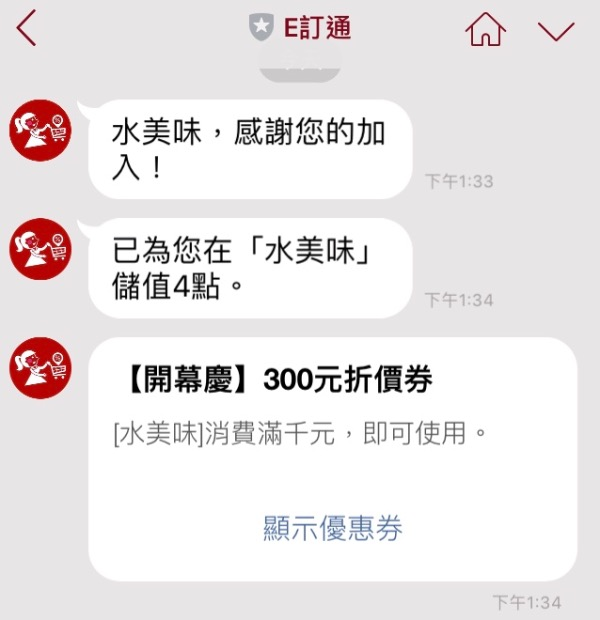 E訂通
水美味，感謝您的加
入！
下午1:33
已為您在「水美味」
儲值4點。
下午1:34
【開幕慶】300元折價券
[水美味]消費滿千元，即可使用。
顯示優惠券
下午1:34